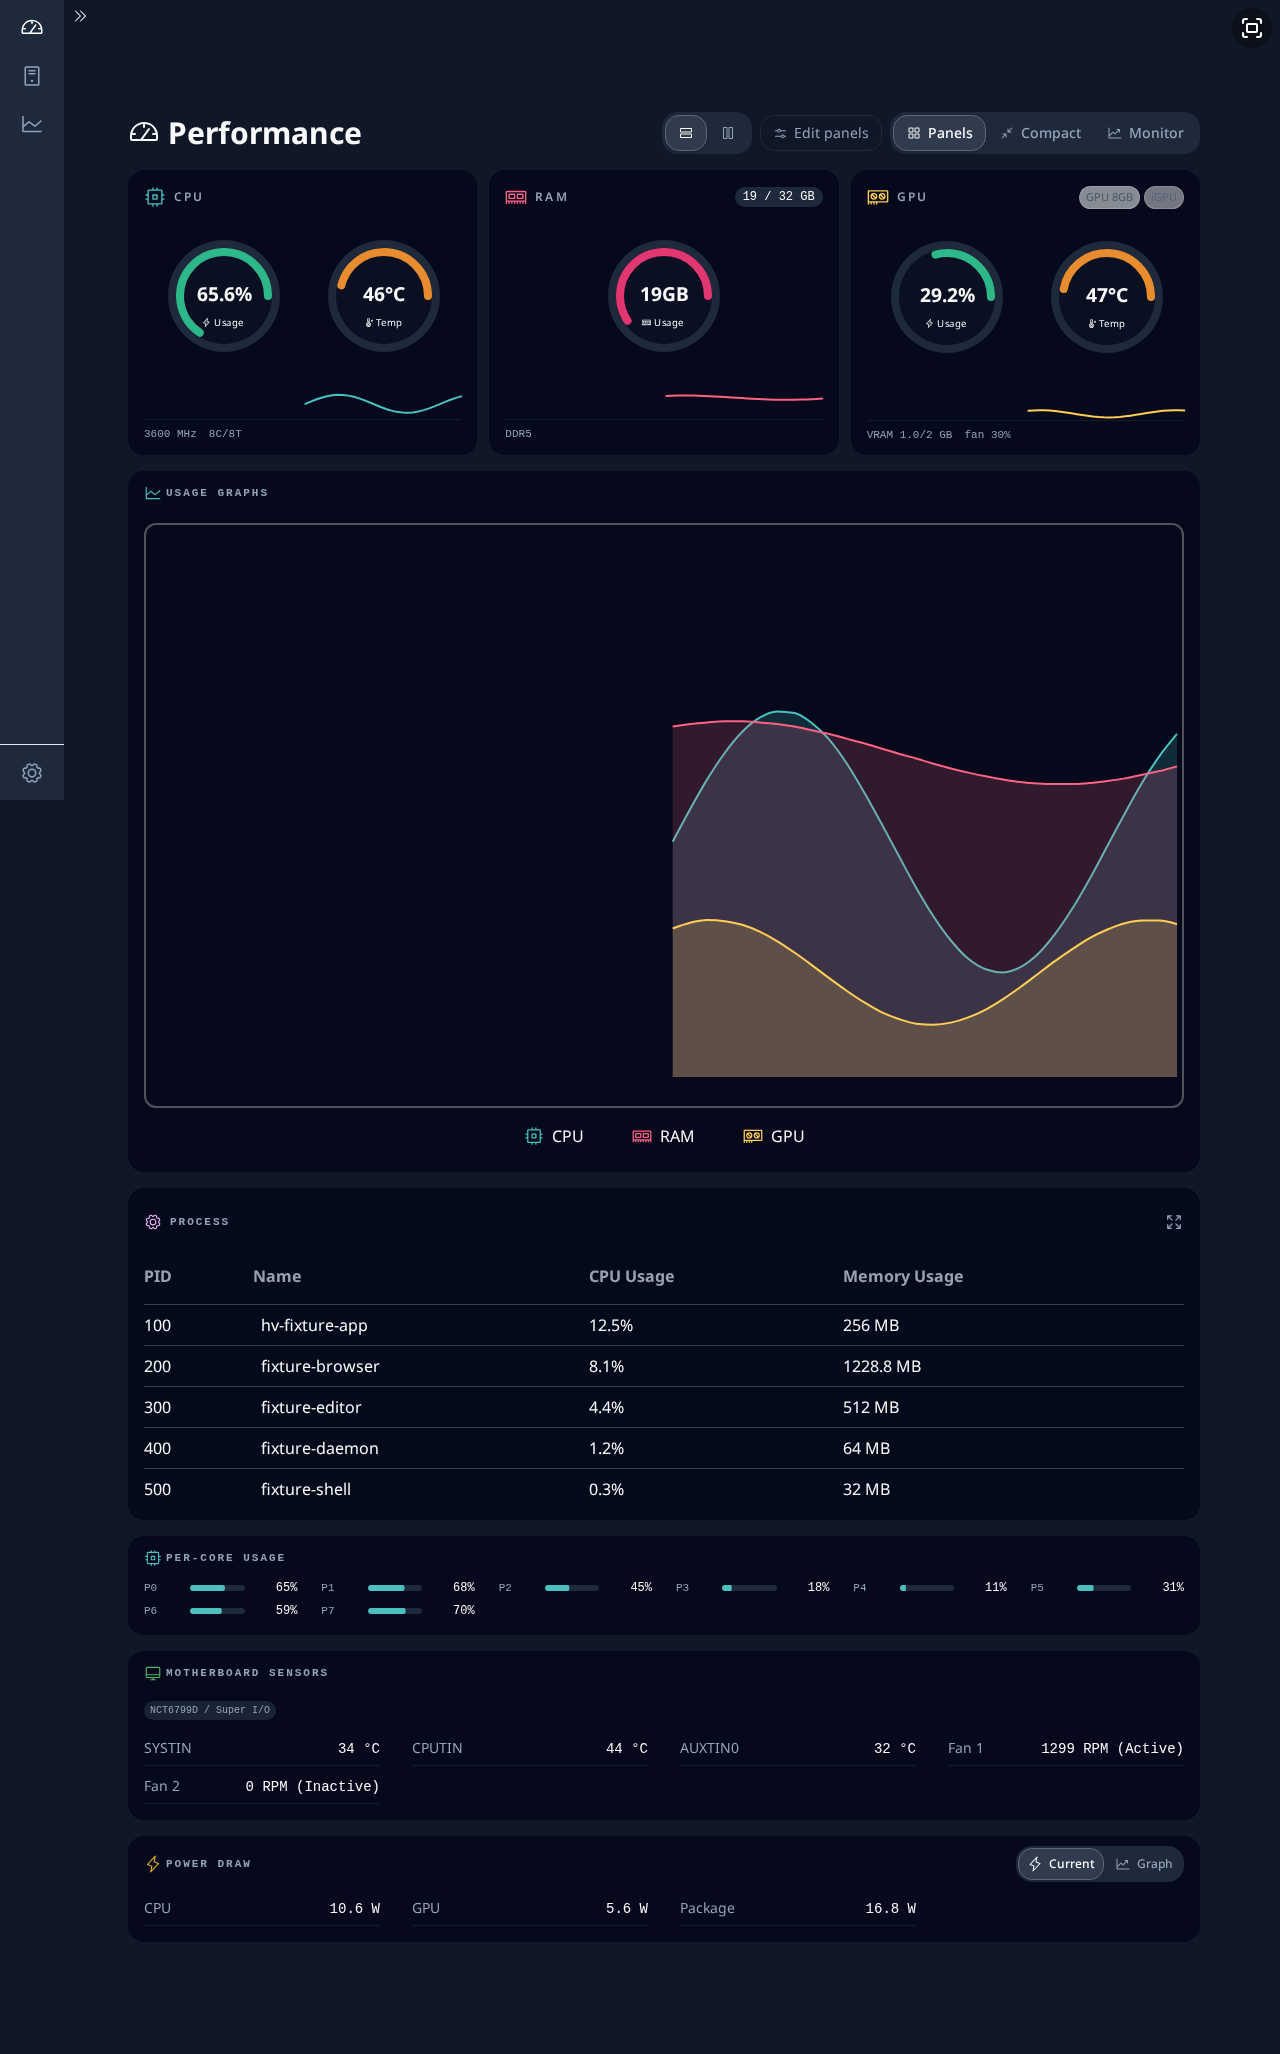 Performance
Edit panels
Panels
Compact
Monitor
CPU
65.6%
Usage
46°C
Temp
3600 MHz 8C/8T
RAM
19 / 32 GB
19GB
Usage
DDR5
GPU
GPU 8GB
iGPU
29.2%
Usage
47°C
Temp
VRAM 1.0/2 GB fan 30%
USAGE GRAPHS
CPU
RAM
GPU
PROCESS
PID Name CPU Usage Memory Usage
100 hv-fixture-app 12.5% 256 MB
200 fixture-browser 8.1% 1228.8 MB
300 fixture-editor 4.4% 512 MB
400 fixture-daemon 1.2% 64 MB
500 fixture-shell 0.3% 32 MB
PER-CORE USAGE
P0 65% P1 68% P2 45% P3 18% P4 11% P5 31%
P6 59% P7 70%
MOTHERBOARD SENSORS
NCT6799D / Super I/O
SYSTIN 34 °C CPUTIN 44 °C AUXTIN0 32 °C Fan 1 1299 RPM (Active)
Fan 2 0 RPM (Inactive)
POWER DRAW
Current
Graph
CPU 10.6 W GPU 5.6 W Package 16.8 W